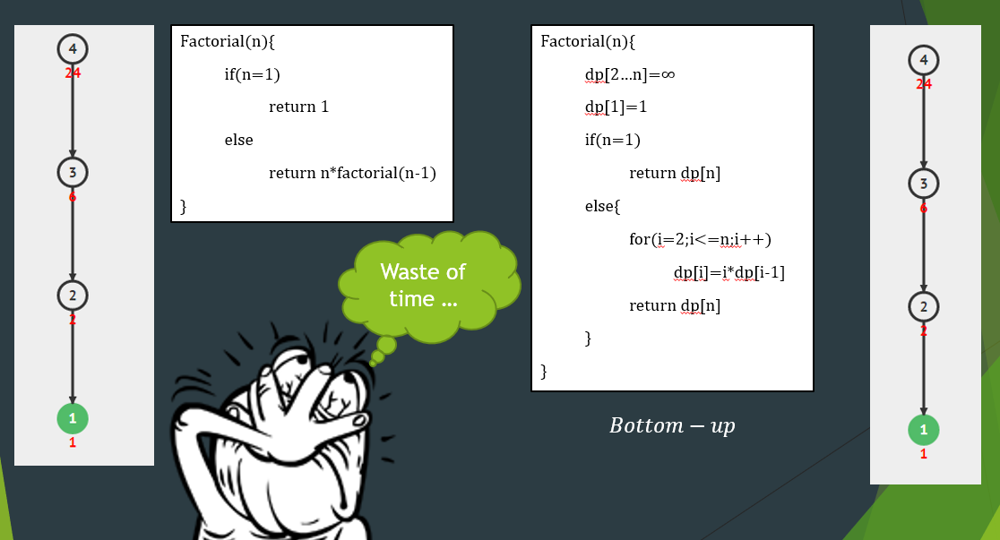 4
24
3
6
2
2
1
1
Factorial(n){
if(n=1)
return 1
else
return n*factorial(n-1)
}
Waste of
time ...
Factorial(n){
dp[2…n]=∞
dp[1]=1
if(n=1)
return dp[n]
else{
for(i=2;i<=n;i++)
dp[i]=i*dp[i-1]
return dp[n]
}
}
Bottom – up
4
24
3
6
2
2
1
1